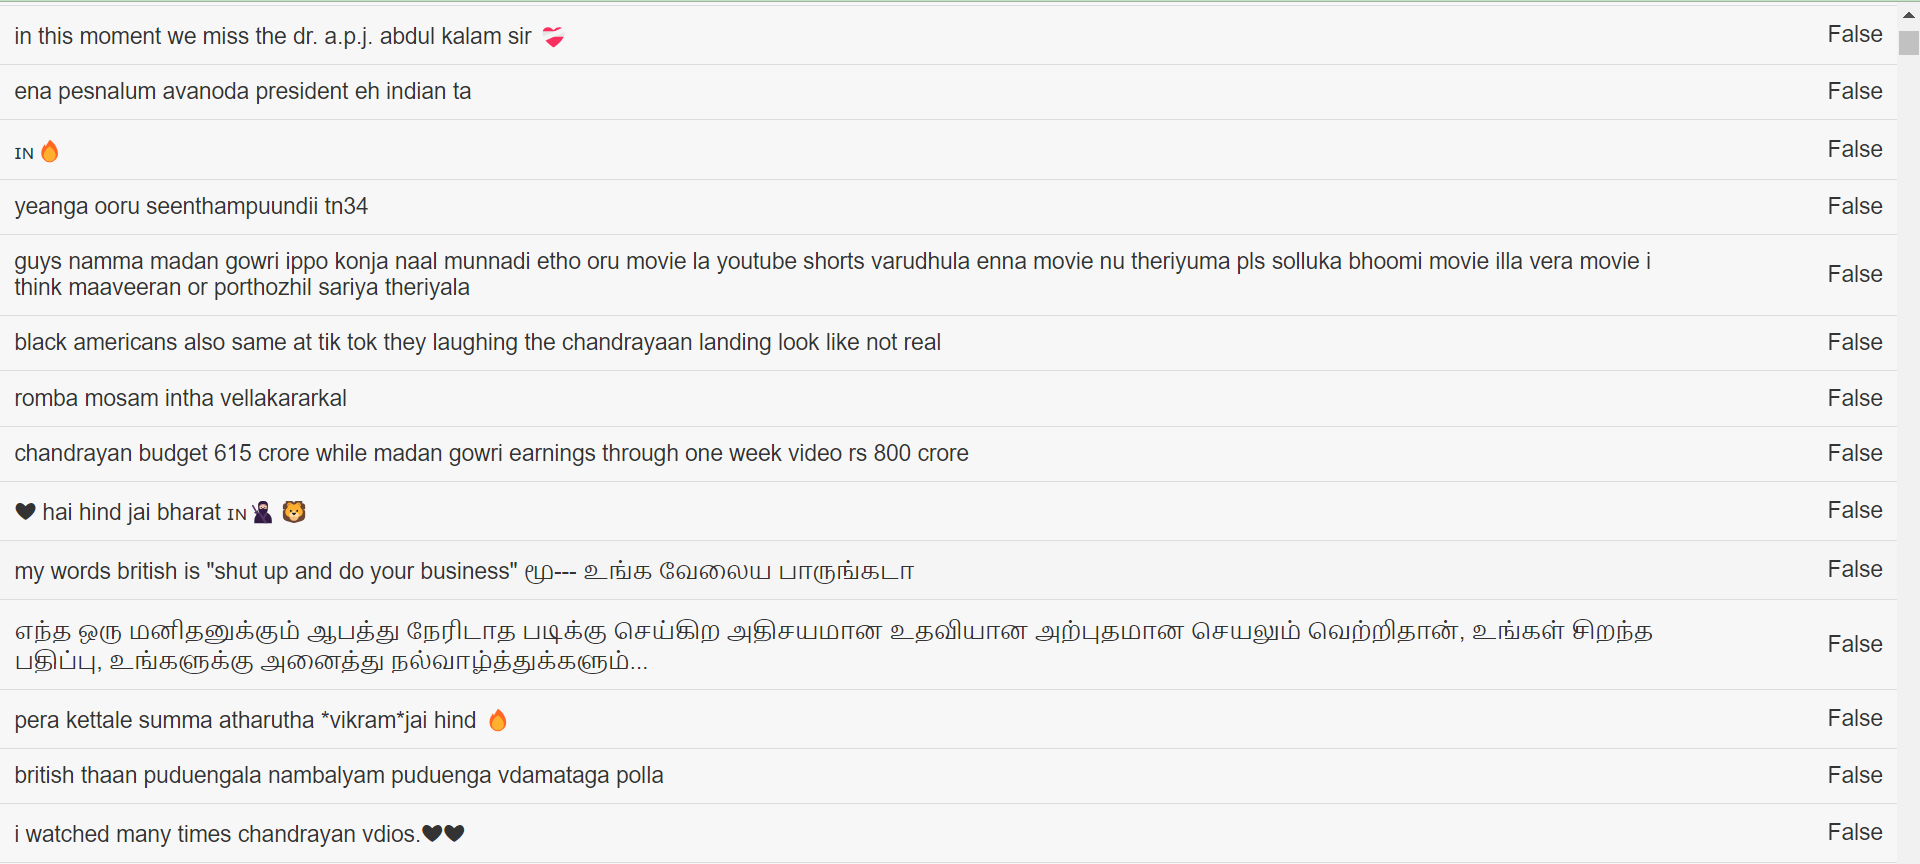 in this moment we miss the dr. a.p.j. abdul kalam sir ❤️‍🩹 False
ena pesnalum avanoda president eh indian ta False
ɪɴ 🔥 False
yeanga ooru seenthampuundii tn34 False
guys namma madan gowri ippo konja naal munnadi etho oru movie la youtube shorts varudhula enna movie nu theriyuma pls solluka bhoomi movie illa vera movie i
think maaveeran or porthozhil sariya theriyala False
black americans also same at tik tok they laughing the chandrayaan landing look like not real False
romba mosam intha vellakararkal False
chandrayan budget 615 crore while madan gowri earnings through one week video rs 800 crore False
🖤 hai hind jai bharat ɪɴ🥷 🦁 False
my words british is "shut up and do your business" மூ--- உங்க வேலைய பாருங்கடா False
எந்த ஒரு மனிதனுக்கும் ஆபத்து நேரிடாத படிக்கு செய்கிற அதிசயமான உதவியான அற்புதமான செயலும் வெற்றிதான், உங்கள் சிறந்த
பதிப்பு, உங்களுக்கு அனைத்து நல்வாழ்த்துக்களும்... False
pera kettale summa atharutha *vikram*jai hind 🔥 False
british thaan puduengala nambalyam puduenga vdamataga polla False
i watched many times chandrayan vdios.🖤🖤 False